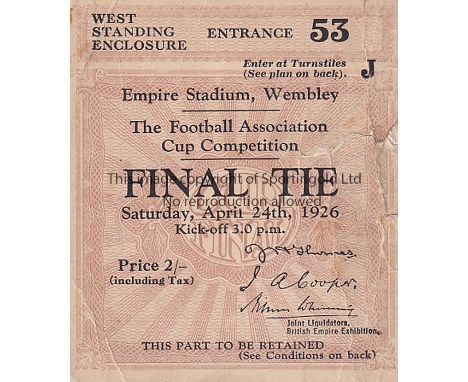 WEST
STANDING
ENCLOSURE
ENTRANCE 53
Enter at Turnstiles
(See plan on back). J
Empire Stadium, Wembley
The Football Association
Cup Competition
FINAL TIE
This image is copyright of Sportingold Ltd
No reproduction allowed
Saturday, April 24th, 1926
Kick-off 3.0 p.m.
FINAL
Price 2/-
(including Tax)
J A Cooper,
Joint Liquidators,
British Empire Exhibition.
THIS PART TO BE RETAINED
(See Conditions on back)